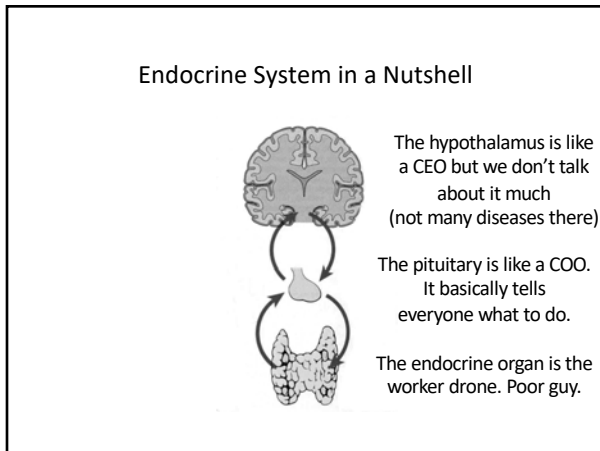 Endocrine System in a Nutshell
The hypothalamus is like
a CEO but we don’t talk
about it much
(not many diseases there)
The pituitary is like a COO.
It basically tells
everyone what to do.
The endocrine organ is the
worker drone. Poor guy.